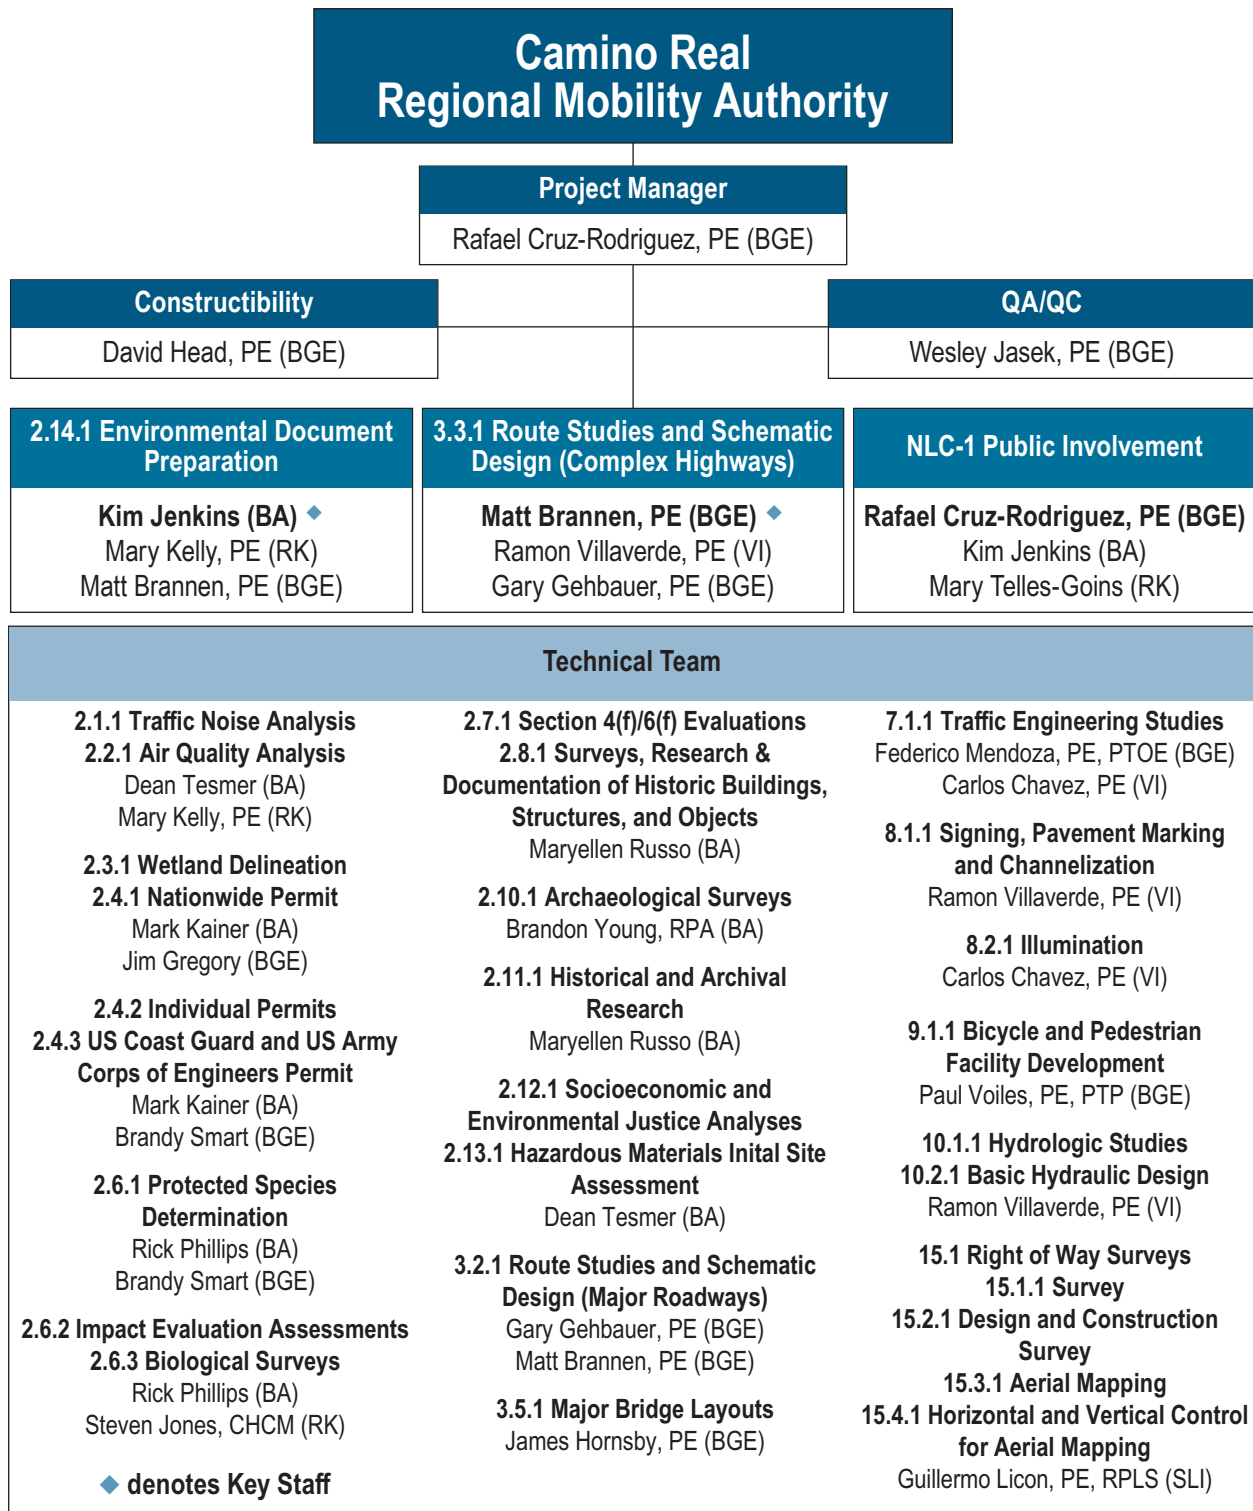 Camino Real
Regional Mobility Authority
Project Manager
Rafael Cruz-Rodriguez, PE (BGE)
Constructibility
David Head, PE (BGE)
QA/QC
Wesley Jasek, PE (BGE)
2.14.1 Environmental Document
Preparation
Kim Jenkins (BA) ◆
Mary Kelly, PE (RK)
Matt Brannen, PE (BGE)
3.3.1 Route Studies and Schematic
Design (Complex Highways)
Matt Brannen, PE (BGE) ◆
Ramon Villaverde, PE (VI)
Gary Gehbauer, PE (BGE)
NLC-1 Public Involvement
Rafael Cruz-Rodriguez, PE (BGE)
Kim Jenkins (BA)
Mary Telles-Goins (RK)
Technical Team
2.1.1 Traffic Noise Analysis
2.2.1 Air Quality Analysis
Dean Tesmer (BA)
Mary Kelly, PE (RK)
2.3.1 Wetland Delineation
2.4.1 Nationwide Permit
Mark Kainer (BA)
Jim Gregory (BGE)
2.4.2 Individual Permits
2.4.3 US Coast Guard and US Army
Corps of Engineers Permit
Mark Kainer (BA)
Brandy Smart (BGE)
2.6.1 Protected Species
Determination
Rick Phillips (BA)
Brandy Smart (BGE)
2.6.2 Impact Evaluation Assessments
2.6.3 Biological Surveys
Rick Phillips (BA)
Steven Jones, CHCM (RK)
◆ denotes Key Staff
2.7.1 Section 4(f)/6(f) Evaluations
2.8.1 Surveys, Research &
Documentation of Historic Buildings,
Structures, and Objects
Maryellen Russo (BA)
2.10.1 Archaeological Surveys
Brandon Young, RPA (BA)
2.11.1 Historical and Archival
Research
Maryellen Russo (BA)
2.12.1 Socioeconomic and
Environmental Justice Analyses
2.13.1 Hazardous Materials Inital Site
Assessment
Dean Tesmer (BA)
3.2.1 Route Studies and Schematic
Design (Major Roadways)
Gary Gehbauer, PE (BGE)
Matt Brannen, PE (BGE)
3.5.1 Major Bridge Layouts
James Hornsby, PE (BGE)
7.1.1 Traffic Engineering Studies
Federico Mendoza, PE, PTOE (BGE)
Carlos Chavez, PE (VI)
8.1.1 Signing, Pavement Marking
and Channelization
Ramon Villaverde, PE (VI)
8.2.1 Illumination
Carlos Chavez, PE (VI)
9.1.1 Bicycle and Pedestrian
Facility Development
Paul Voiles, PE, PTP (BGE)
10.1.1 Hydrologic Studies
10.2.1 Basic Hydraulic Design
Ramon Villaverde, PE (VI)
15.1 Right of Way Surveys
15.1.1 Survey
15.2.1 Design and Construction
Survey
15.3.1 Aerial Mapping
15.4.1 Horizontal and Vertical Control
for Aerial Mapping
Guillermo Licon, PE, RPLS (SLI)